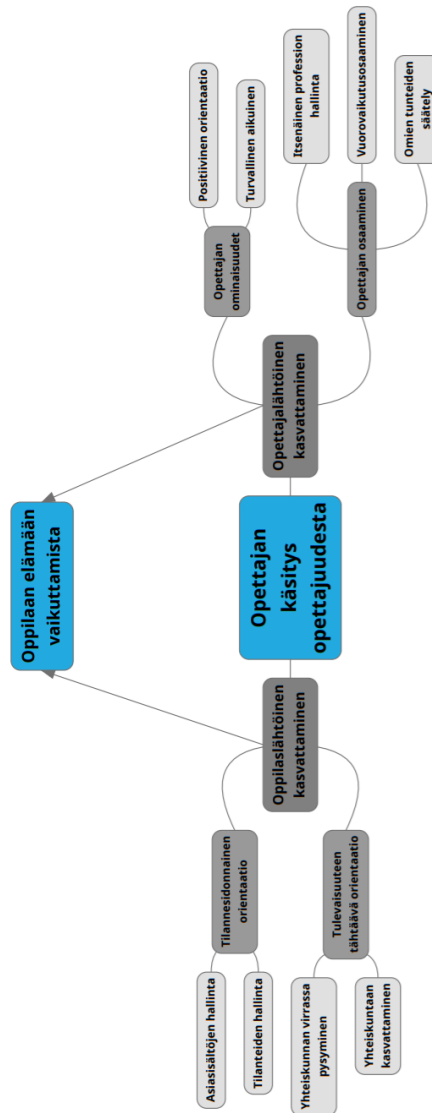 Oppilaan elämään
vaikuttamista
Opettajan
käsitys
opettajuudesta
Oppilaslähtöinen
kasvattaminen
Tilannesidonnainen
orientaatio
Asiasisältöjen hallinta
Tilanteiden hallinta
Tulevaisuuteen
tähtäävä orientaatio
Yhteiskunnan virrassa
pysyminen
Yhteiskuntaan
kasvattaminen
Opettajalähtöinen
kasvattaminen
Opettajan
ominaisuudet
Positiivinen orientaatio
Turvallinen aikuinen
Opettajan osaaminen
Itsenäinen profession
hallinta
Vuorovaikutusosaaminen
Omien tunteiden
säätely